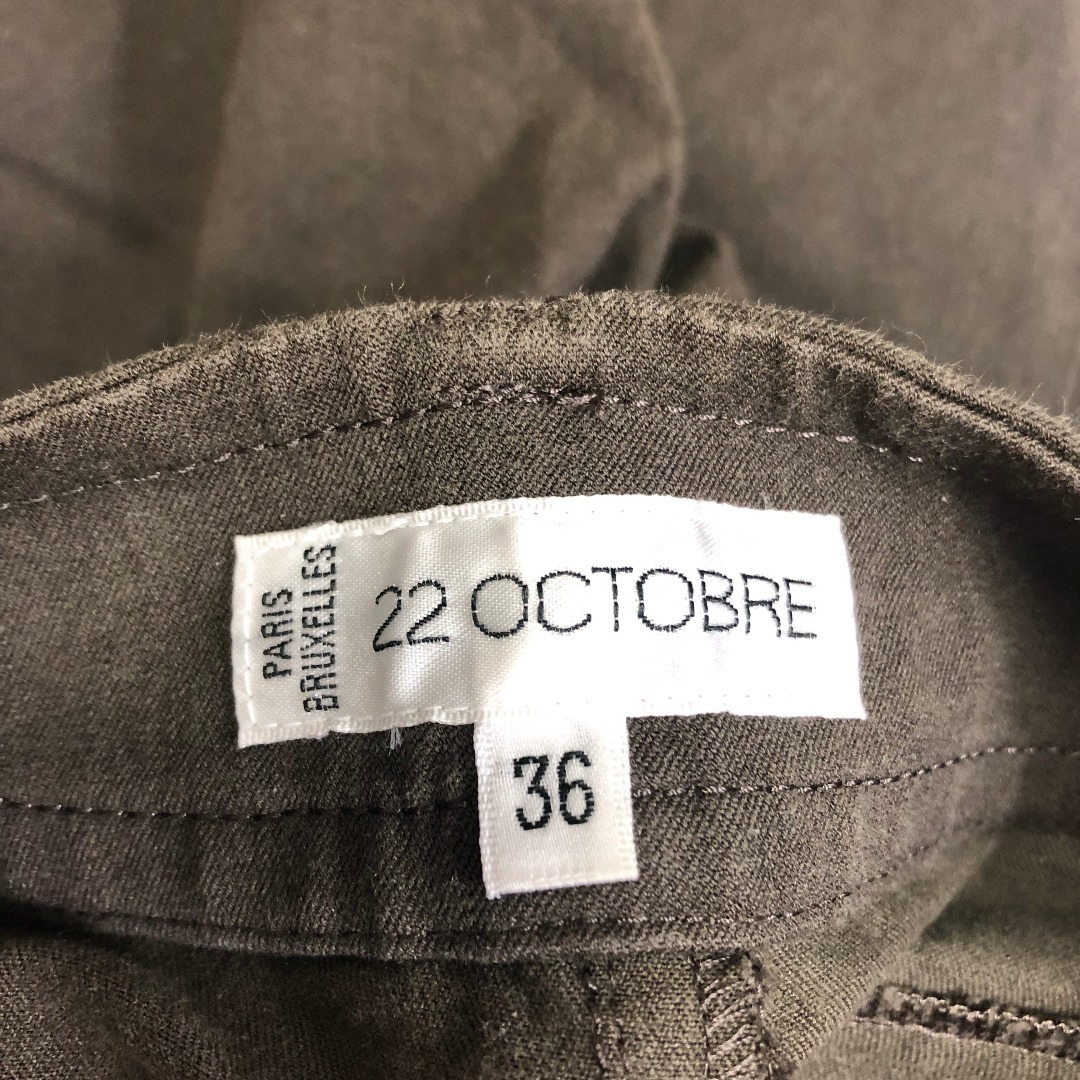 PARIS
BRUXELLES
22 OCTOBRE
36